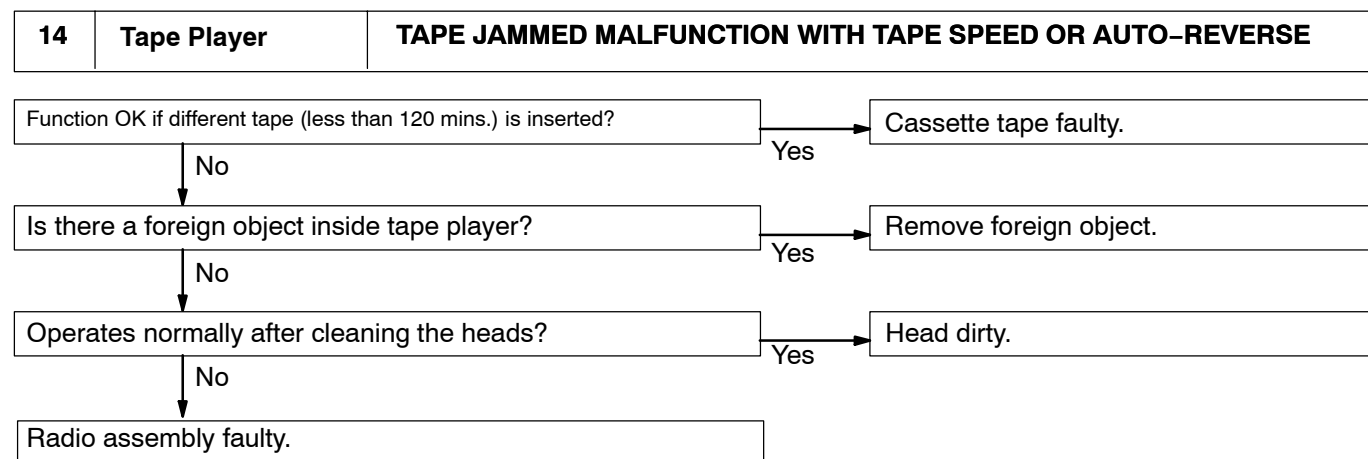 14 Tape Player TAPE JAMMED MALFUNCTION WITH TAPE SPEED OR AUTO−REVERSE
Function OK if different tape (less than 120 mins.) is inserted?
Yes
Cassette tape faulty.
No
Is there a foreign object inside tape player?
Yes
Remove foreign object.
No
Operates normally after cleaning the heads?
Yes
Head dirty.
No
Radio assembly faulty.